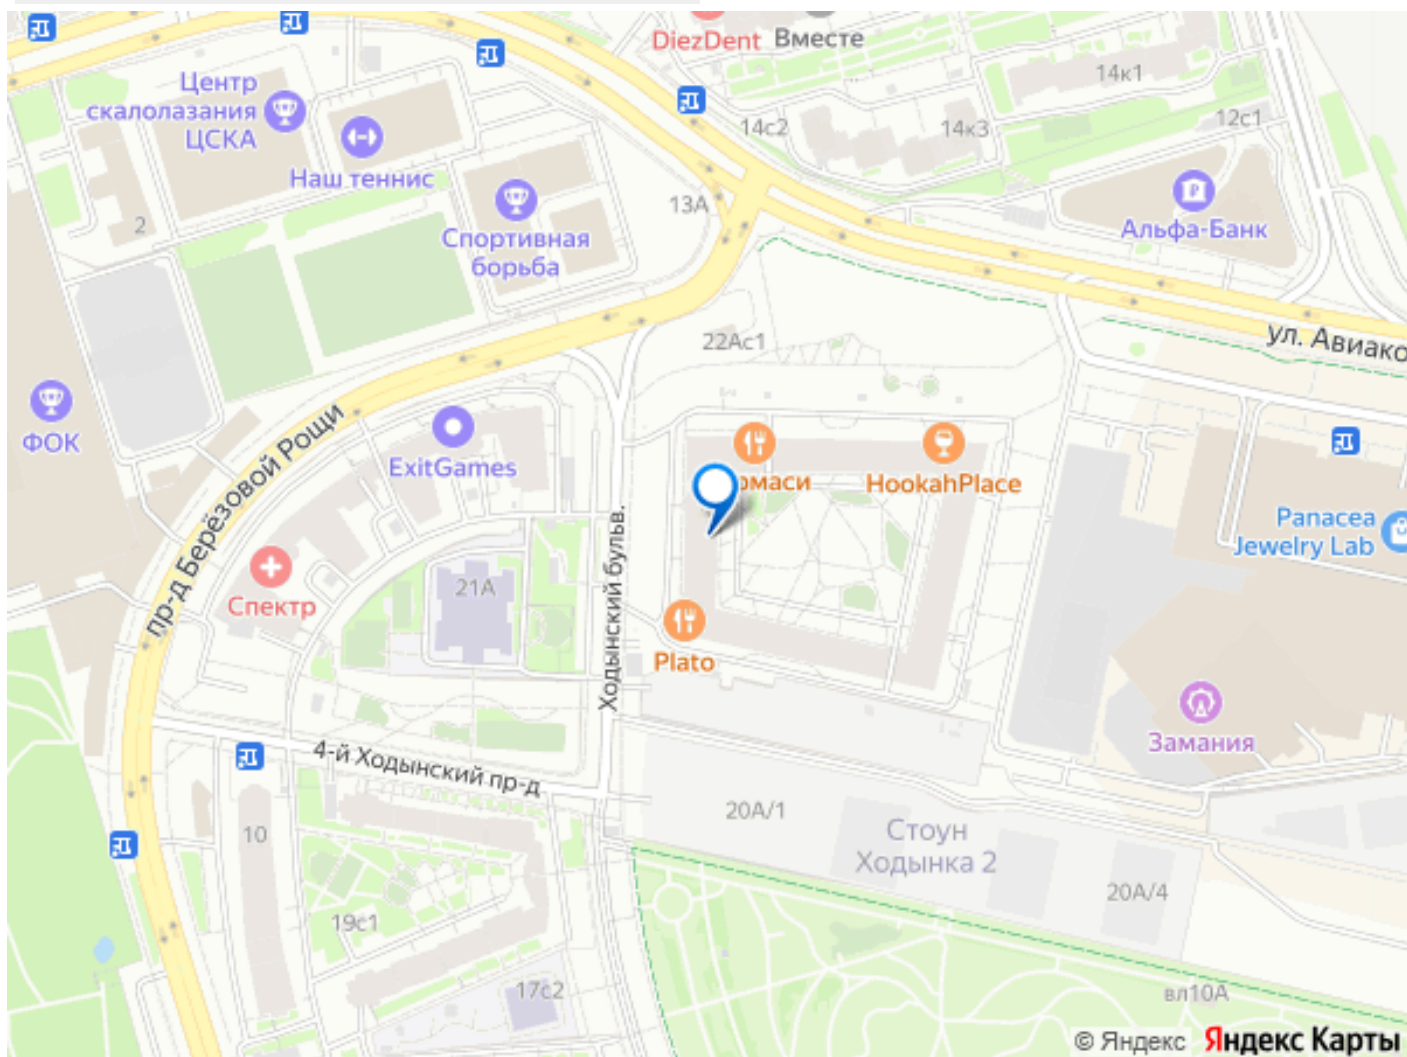 DiezDent
Вместе
Центр
скалолазания
ЦСКА
14к1
14с2
14к3
12с1
Наш теннис
13А
2
Спортивная
борьба
Альфа-Банк
22Ас1
ул. Авиако
ФОК
пр-д Берёзовой Рощи
ExitGames
омаси
HookahPlace
Panacea
Jewelry Lab
Ходынский бульв.
21А
Спектр
Plato
Замания
4-й Ходынский пр-д
20А/1
Стоун
Ходынка 2
10
20А/4
19с1
17с2
вл10А
© Яндекс Яндекс Карты